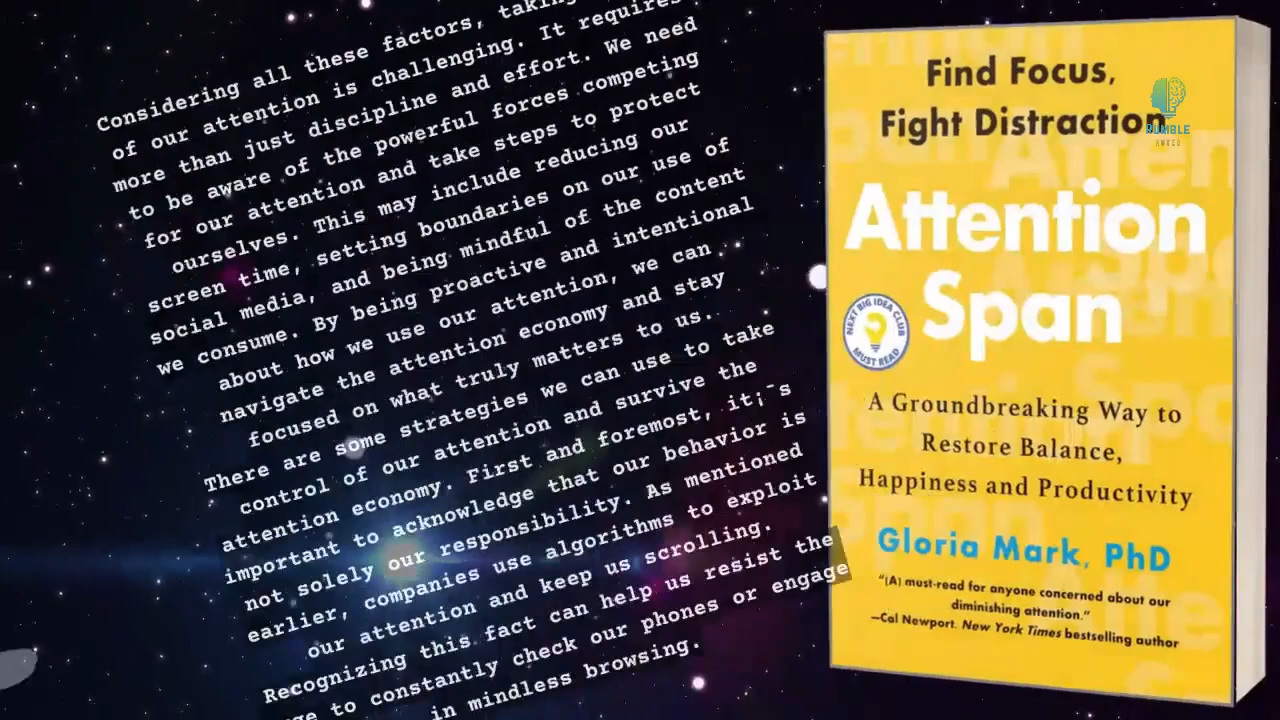 Considering all these factors, taking
of our attention is challenging. It requires
more than just discipline and effort. We need
to be aware of the powerful forces competing
for our attention and take steps to protect
ourselves. This may include reducing our
screen time, setting boundaries on our use of
social media, and being mindful of the content
we consume. By being proactive and intentional
about how we use our attention, we can
navigate the attention economy and stay
focused on what truly matters to us.
There are some strategies we can use to take
control of our attention and survive the
attention economy. First and foremost, it¡¯s
important to acknowledge that our behavior is
not solely our responsibility. As mentioned
earlier, companies use algorithms to exploit
our attention and keep us scrolling.
Recognizing this fact can help us resist the
to constantly check our phones or engage
in mindless browsing.
Find Focus,
Fight Distraction
RUMBLE
Attention
Span
NEXT BIG IDEA CLUB
MUST READ
A Groundbreaking Way to
Restore Balance,
Happiness and Productivity
Gloria Mark, PhD
“(A) must-read for anyone concerned about our
diminishing attention.”
—Cal Newport, New York Times bestselling author